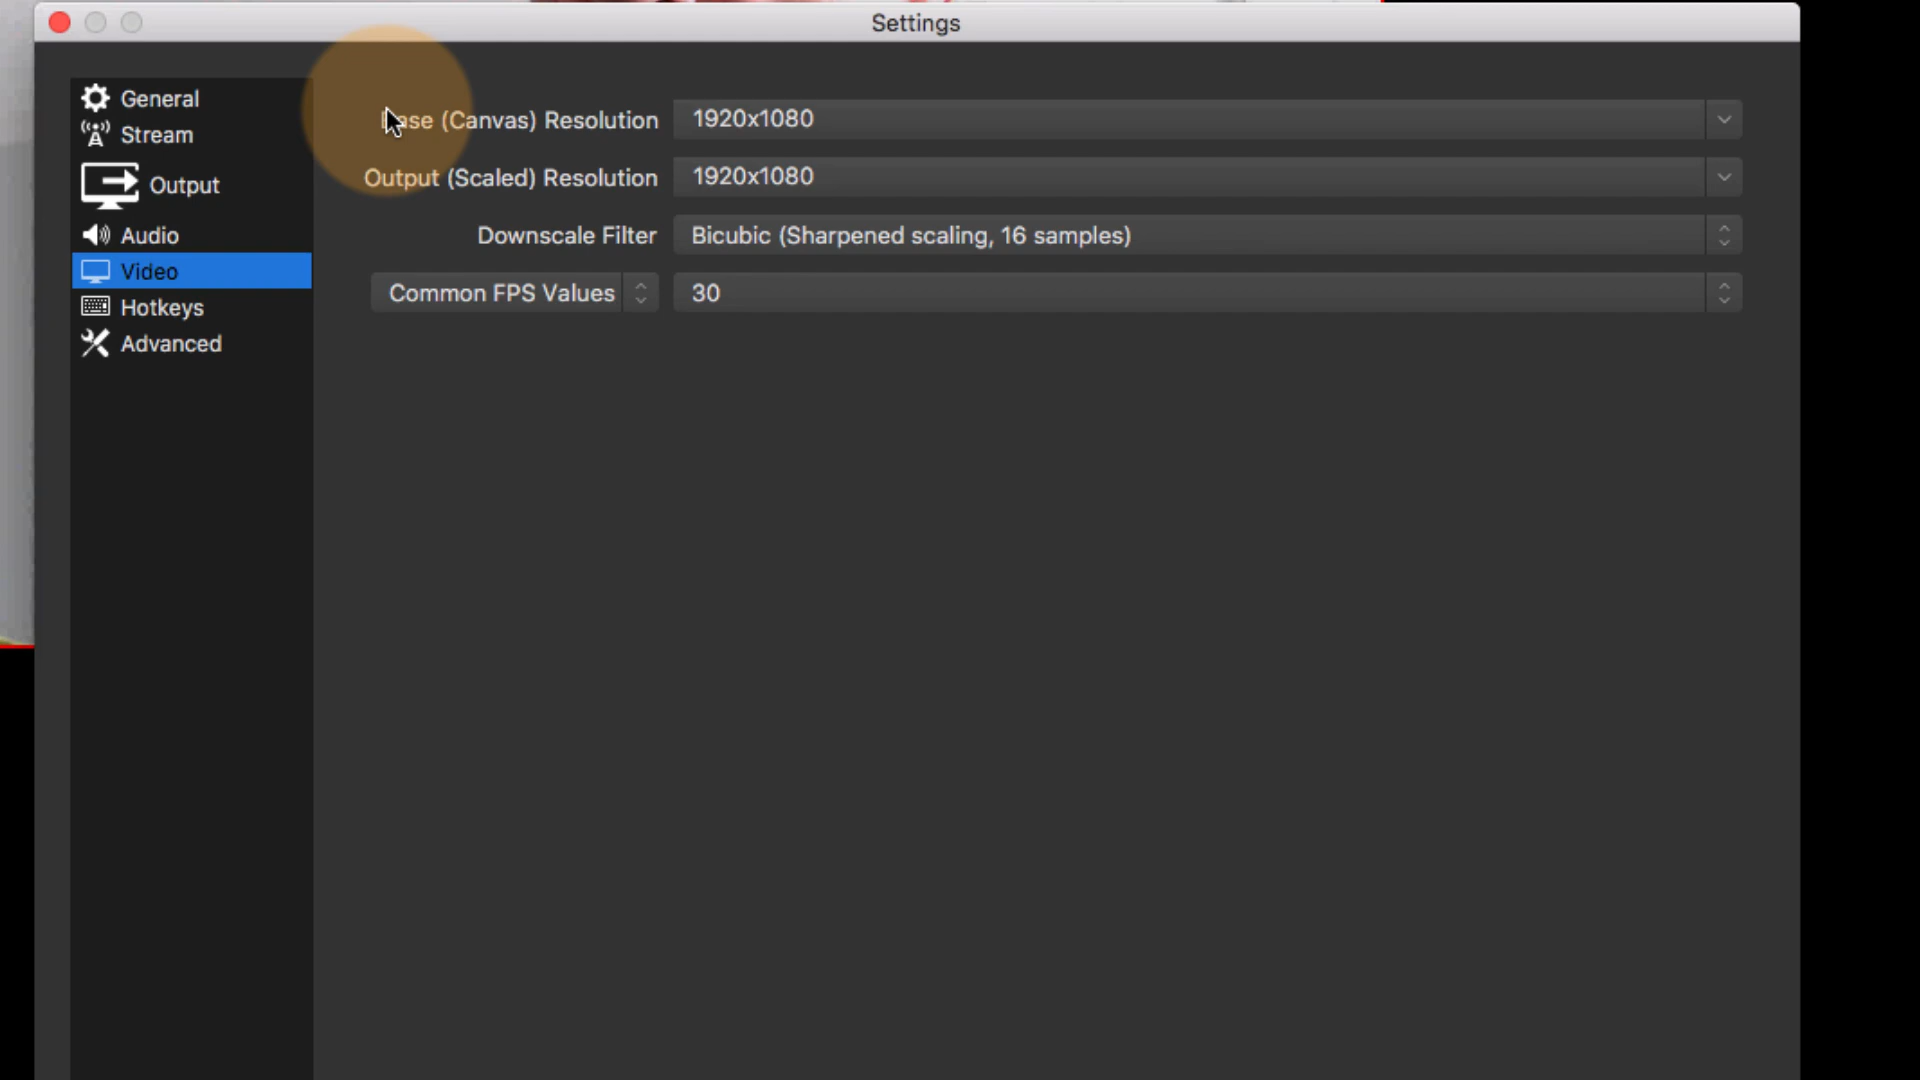 Settings
General
Stream
Output
Audio
Video
Hotkeys
Advanced
Base (Canvas) Resolution 1920x1080
Output (Scaled) Resolution 1920x1080
Downscale Filter Bicubic (Sharpened scaling, 16 samples)
Common FPS Values 30